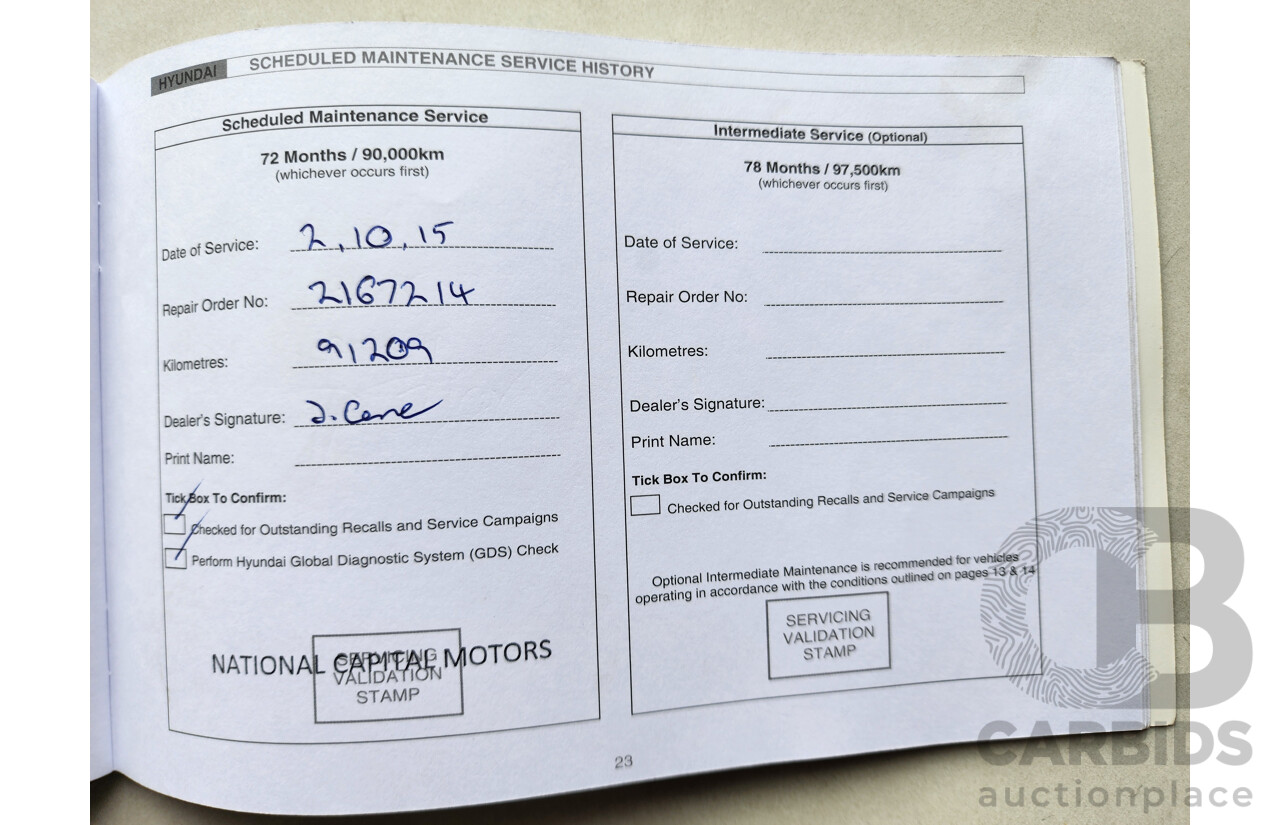 HYUNDAI SCHEDULED MAINTENANCE SERVICE HISTORY
Scheduled Maintenance Service
72 Months / 90,000km
(whichever occurs first)
Date of Service: 2.10.15
Repair Order No: 2167214
Kilometres: 91209
Dealer's Signature:
Print Name:
Tick Box To Confirm:
Checked for Outstanding Recalls and Service Campaigns
Perform Hyundai Global Diagnostic System (GDS) Check
NATIONAL CAPITAL MOTORS
SERVICING
VALIDATION
STAMP
Intermediate Service (Optional)
78 Months / 97,500km
(whichever occurs first)
Date of Service:
Repair Order No:
Kilometres:
Dealer's Signature:
Print Name:
Tick Box To Confirm:
Checked for Outstanding Recalls and Service Campaigns
Optional Intermediate Maintenance is recommended for vehicles
operating in accordance with the conditions outlined on pages 13 & 14
SERVICING
VALIDATION
STAMP
23
CB
CARBIDS
auctionplace